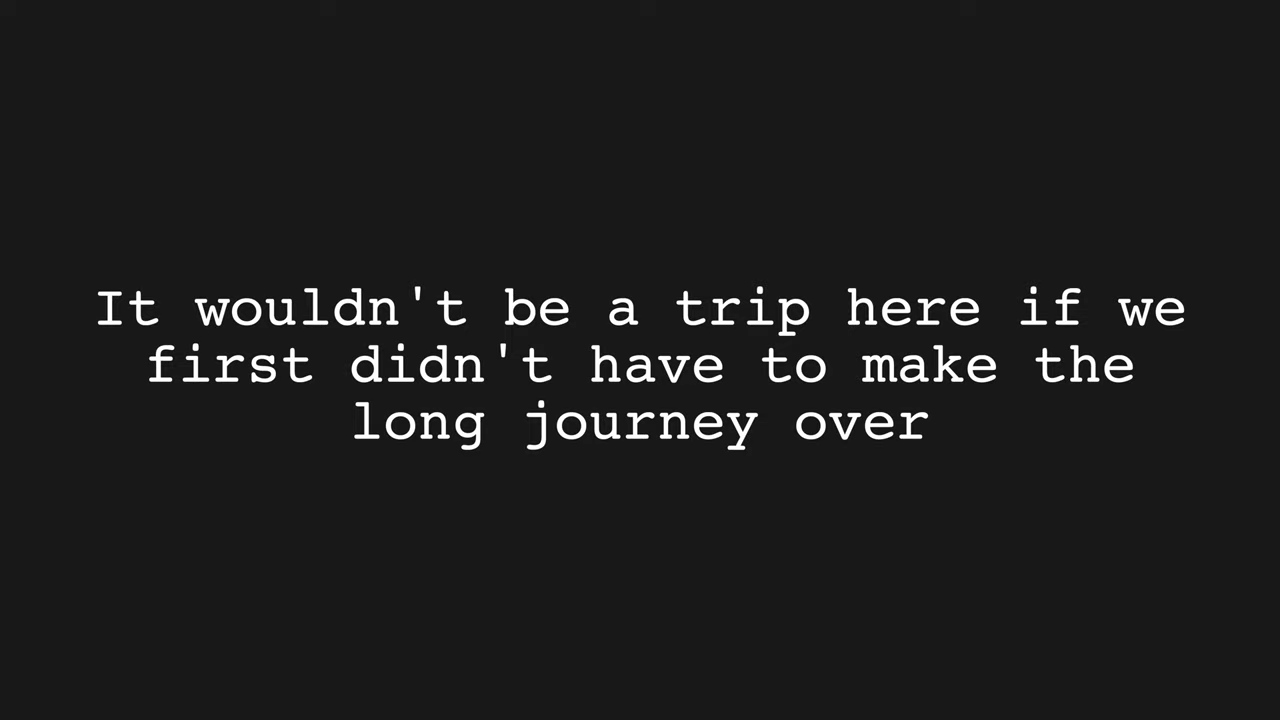 It wouldn't be a trip here if we
first didn't have to make the
long journey over